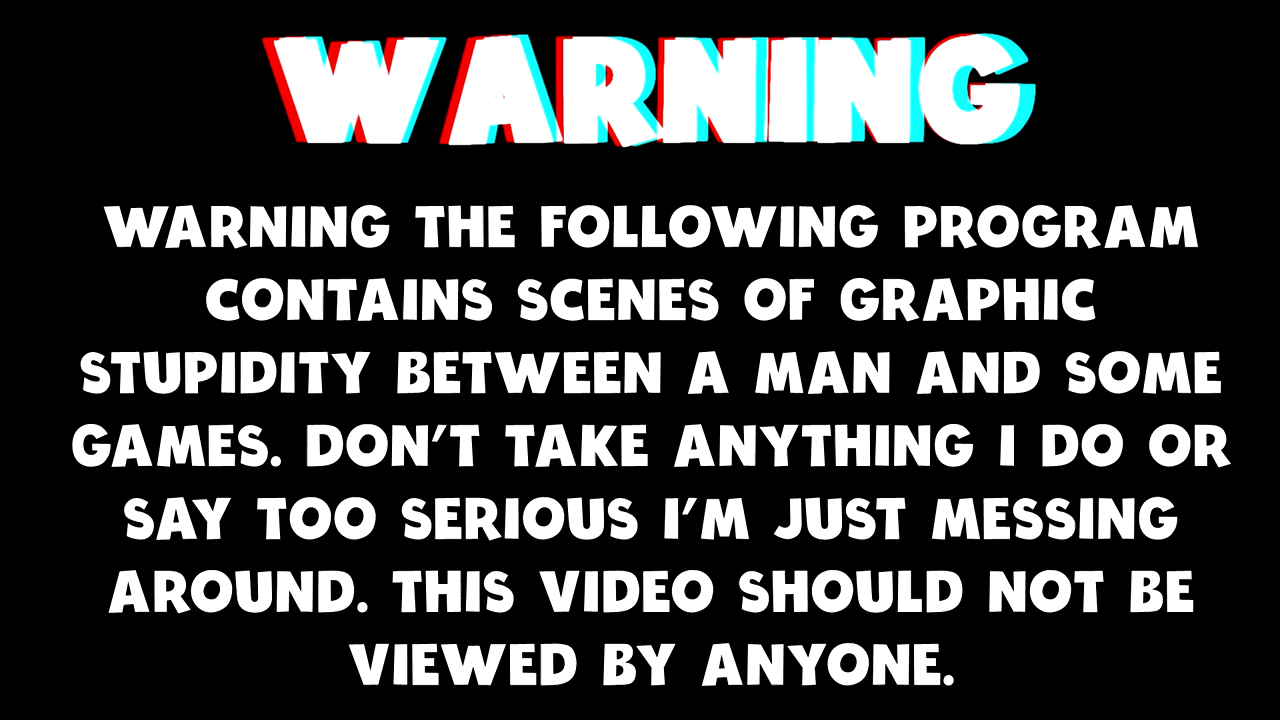 WARNING
WARNING THE FOLLOWING PROGRAM
CONTAINS SCENES OF GRAPHIC
STUPIDITY BETWEEN A MAN AND SOME
GAMES. DON'T TAKE ANYTHING I DO OR
SAY TOO SERIOUS I'M JUST MESSING
AROUND. THIS VIDEO SHOULD NOT BE
VIEWED BY ANYONE.